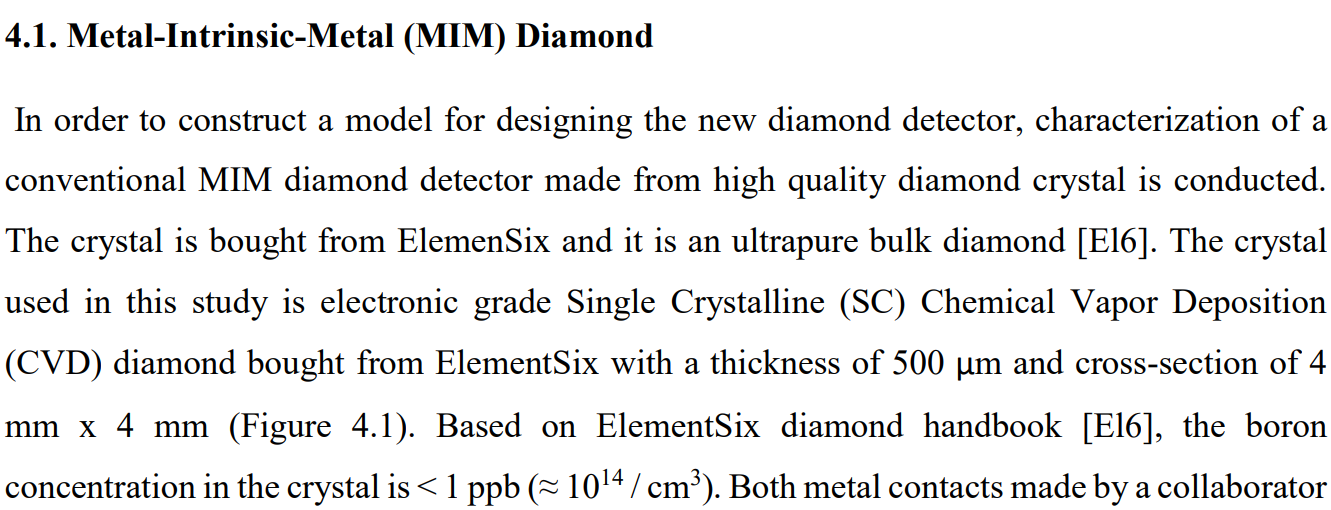 4.1. Metal-Intrinsic-Metal (MIM) Diamond
In order to construct a model for designing the new diamond detector, characterization of a
conventional MIM diamond detector made from high quality diamond crystal is conducted.
The crystal is bought from ElemenSix and it is an ultrapure bulk diamond [El6]. The crystal
used in this study is electronic grade Single Crystalline (SC) Chemical Vapor Deposition
(CVD) diamond bought from ElementSix with a thickness of 500 μm and cross-section of 4
mm x 4 mm (Figure 4.1). Based on ElementSix diamond handbook [El6], the boron
concentration in the crystal is < 1 ppb (≈ 10¹⁴ / cm³). Both metal contacts made by a collaborator